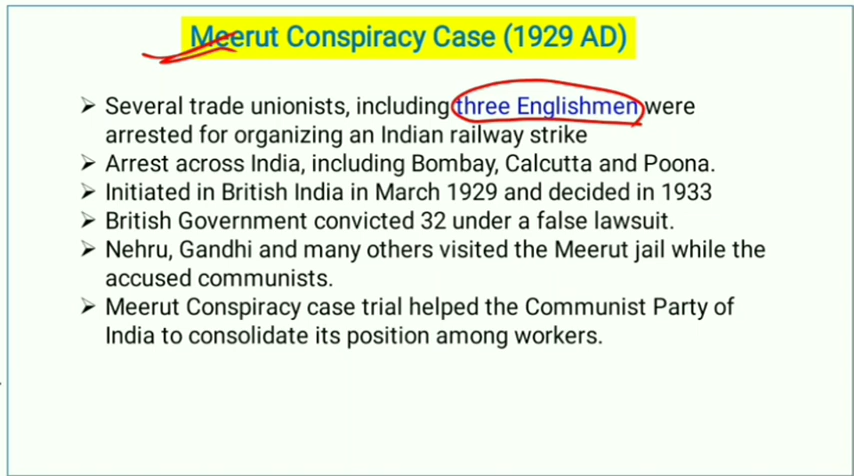 Meerut Conspiracy Case (1929 AD)
➢ Several trade unionists, including three Englishmen were
arrested for organizing an Indian railway strike
➢ Arrest across India, including Bombay, Calcutta and Poona.
➢ Initiated in British India in March 1929 and decided in 1933
➢ British Government convicted 32 under a false lawsuit.
➢ Nehru, Gandhi and many others visited the Meerut jail while the
accused communists.
➢ Meerut Conspiracy case trial helped the Communist Party of
India to consolidate its position among workers.